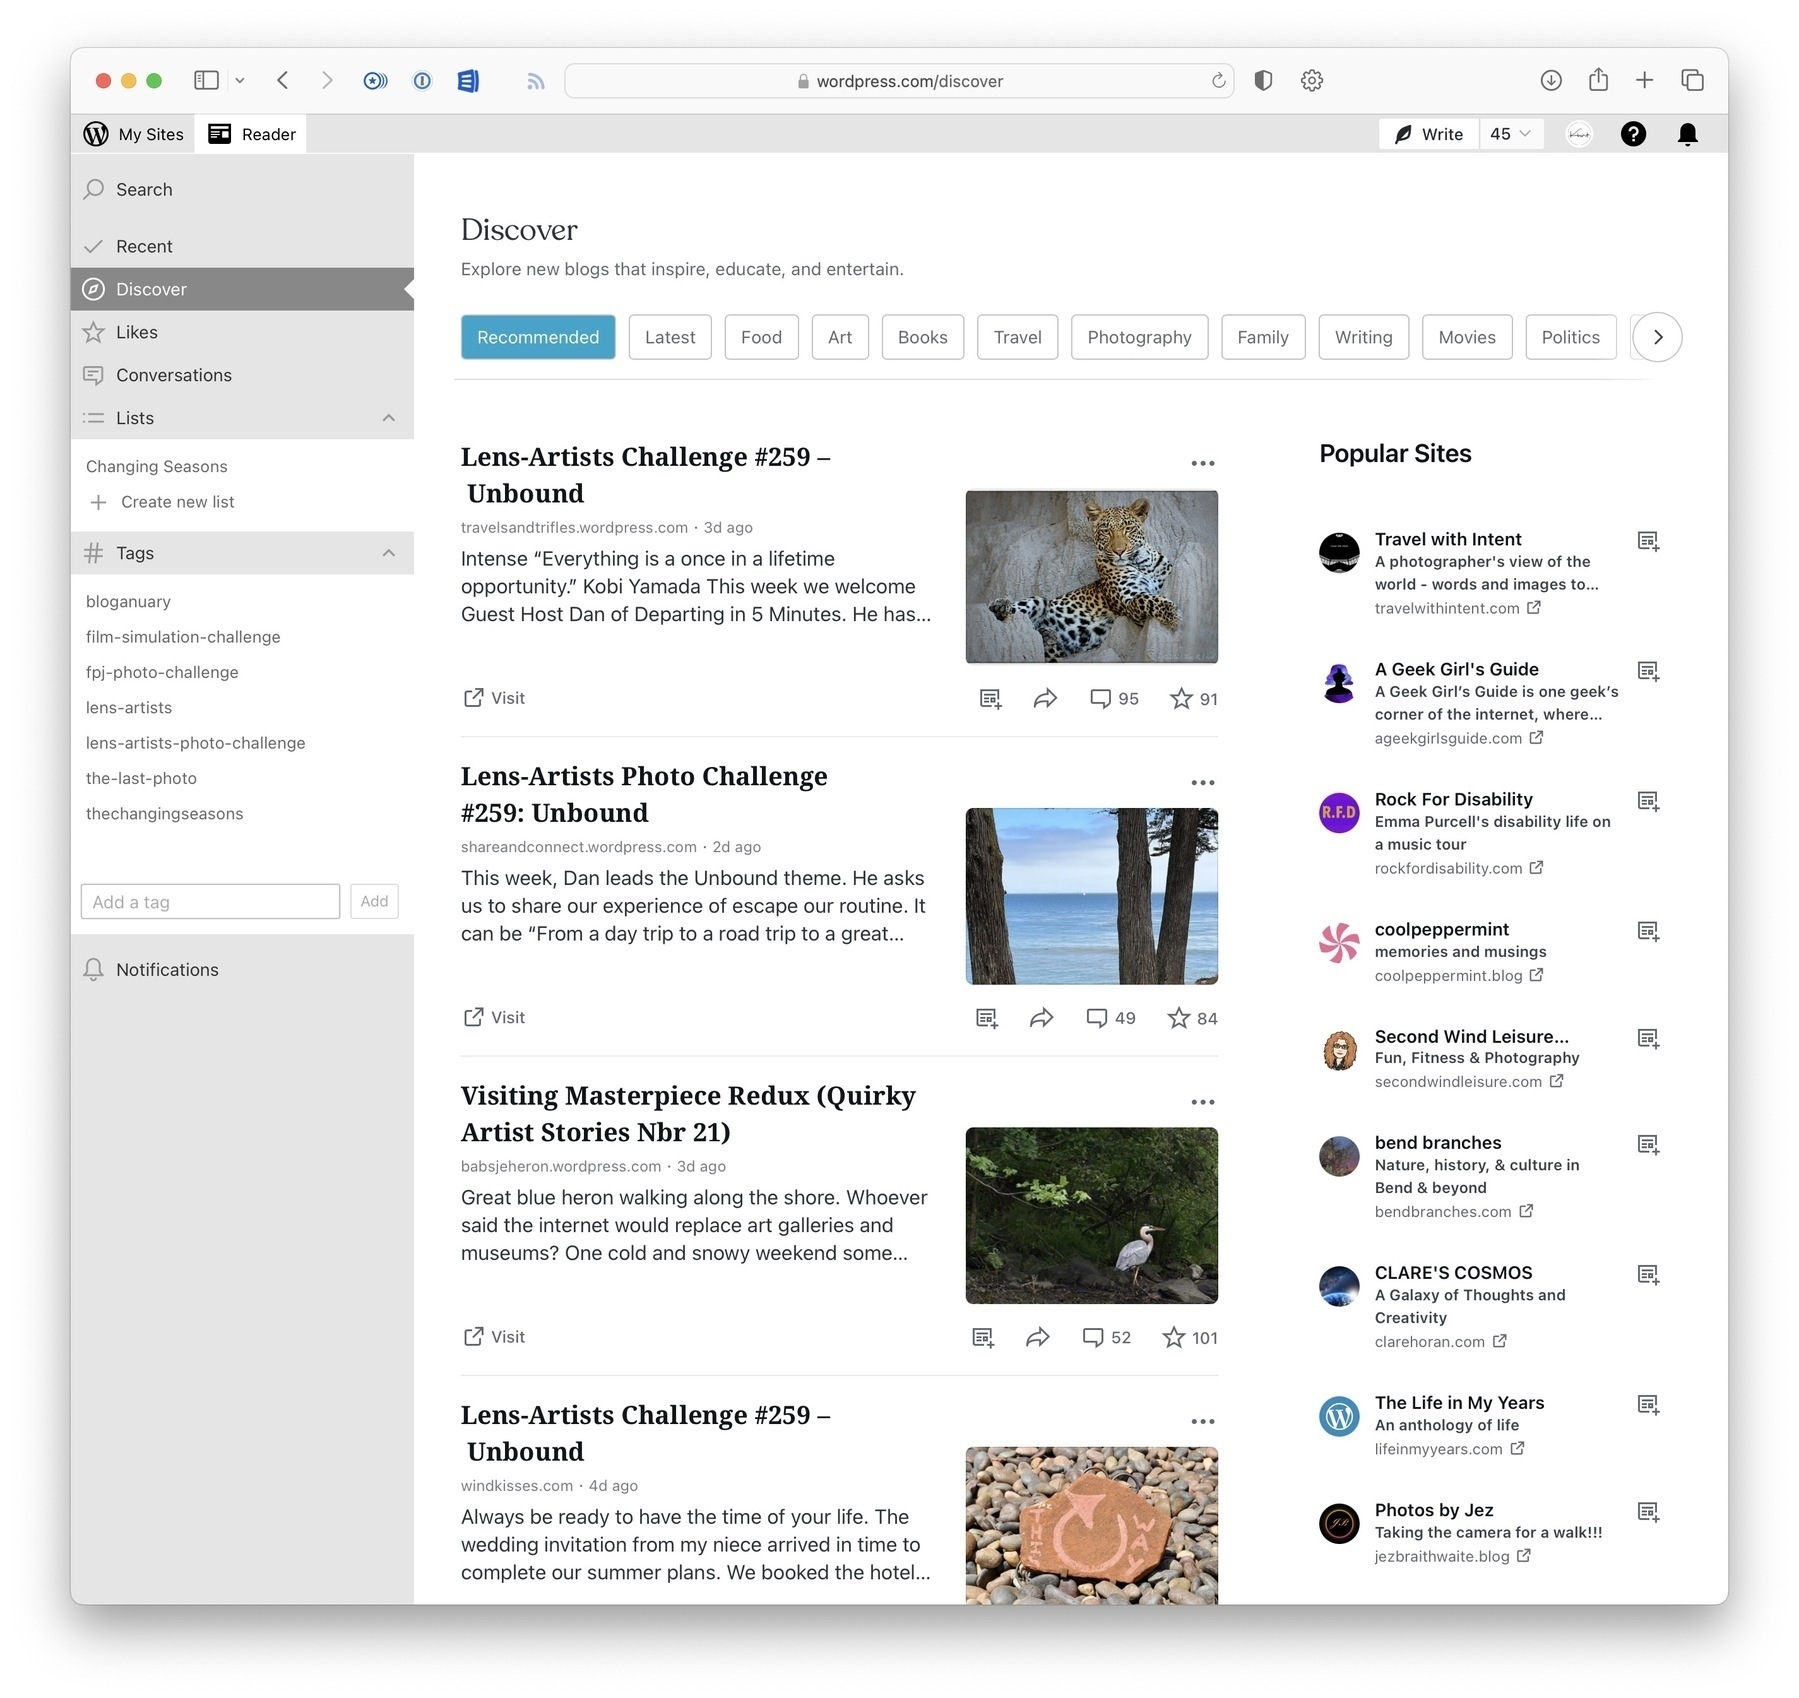 wordpress.com/discover
My Sites
Reader
Write
45
Search
Recent
Discover
Likes
Conversations
Lists
Changing Seasons
Create new list
Tags
bloganuary
film-simulation-challenge
fpj-photo-challenge
lens-artists
lens-artists-photo-challenge
the-last-photo
thechangingseasons
Add a tag
Add
Notifications
Discover
Explore new blogs that inspire, educate, and entertain.
Recommended
Latest
Food
Art
Books
Travel
Photography
Family
Writing
Movies
Politics
Lens-Artists Challenge #259 –
Unbound
travelsandtrifles.wordpress.com · 3d ago
Intense “Everything is a once in a lifetime
opportunity.” Kobi Yamada This week we welcome
Guest Host Dan of Departing in 5 Minutes. He has...
Visit
95
91
Lens-Artists Photo Challenge
#259: Unbound
shareandconnect.wordpress.com · 2d ago
This week, Dan leads the Unbound theme. He asks
us to share our experience of escape our routine. It
can be “From a day trip to a road trip to a great...
Visit
49
84
Visiting Masterpiece Redux (Quirky
Artist Stories Nbr 21)
babsjeheron.wordpress.com · 3d ago
Great blue heron walking along the shore. Whoever
said the internet would replace art galleries and
museums? One cold and snowy weekend some...
Visit
52
101
Lens-Artists Challenge #259 –
Unbound
windkisses.com · 4d ago
Always be ready to have the time of your life. The
wedding invitation from my niece arrived in time to
complete our summer plans. We booked the hotel...
THIS
WAY
Popular Sites
Travel with Intent
A photographer's view of the
world - words and images to...
travelwithintent.com
A Geek Girl's Guide
A Geek Girl’s Guide is one geek’s
corner of the internet, where...
ageekgirlsguide.com
R.F.D
Rock For Disability
Emma Purcell's disability life on
a music tour
rockfordisability.com
coolpeppermint
memories and musings
coolpeppermint.blog
Second Wind Leisure...
Fun, Fitness & Photography
secondwindleisure.com
bend branches
Nature, history, & culture in
Bend & beyond
bendbranches.com
CLARE'S COSMOS
A Galaxy of Thoughts and
Creativity
clarehoran.com
The Life in My Years
An anthology of life
lifeinmyyears.com
JB
Photos by Jez
Taking the camera for a walk!!!
jezbraithwaite.blog